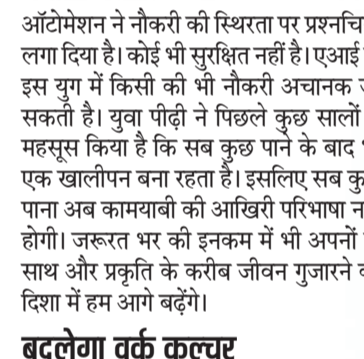 ऑटोमेशन ने नौकरी की स्थिरता पर प्रश्नचि
लगा दिया है। कोई भी सुरक्षित नहीं है। एआई
इस युग में किसी की भी नौकरी अचानक
सकती है। युवा पीढ़ी ने पिछले कुछ सालों
महसूस किया है कि सब कुछ पाने के बाद
एक खालीपन बना रहता है। इसलिए सब कु
पाना अब कामयाबी की आखिरी परिभाषा न
होगी। जरूरत भर की इनकम में भी अपनों
साथ और प्रकृति के करीब जीवन गुजारने
दिशा में हम आगे बढ़ेंगे।
बदलेगा वर्क कल्चर